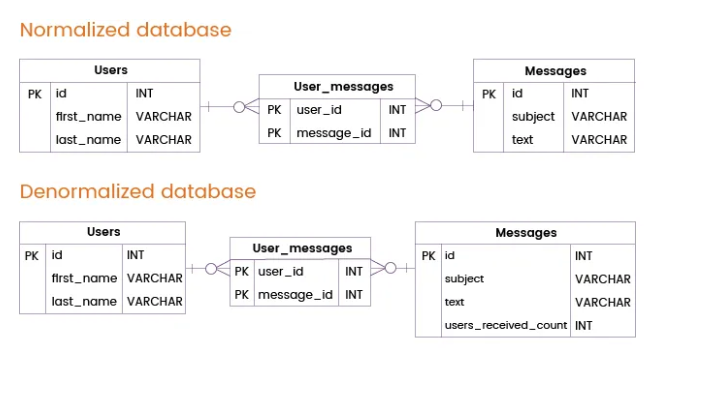 Normalized database
Users
PK id INT
first_name VARCHAR
last_name VARCHAR
User_messages
PK user_id INT
PK message_id INT
Messages
PK id INT
subject VARCHAR
text VARCHAR
Denormalized database
Users
PK id INT
first_name VARCHAR
last_name VARCHAR
User_messages
PK user_id INT
PK message_id INT
Messages
PK id INT
subject VARCHAR
text VARCHAR
users_received_count INT